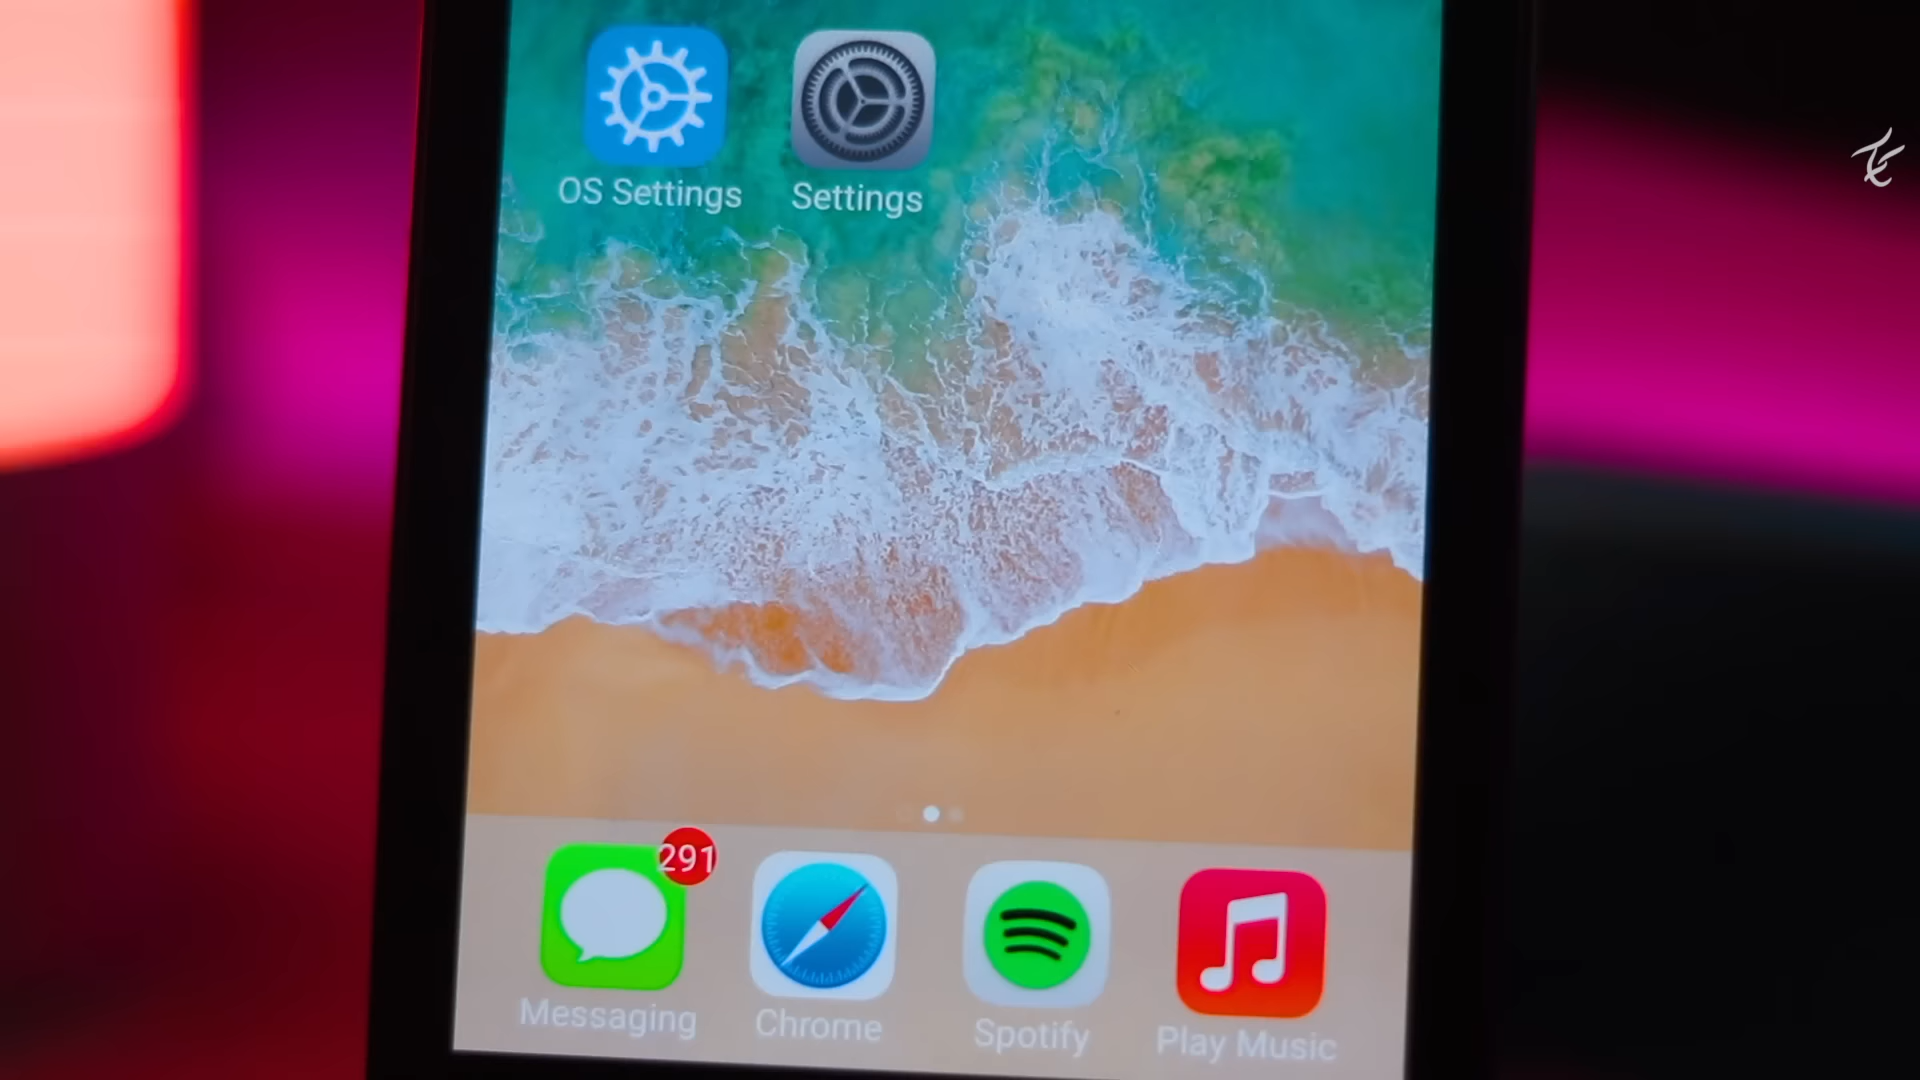 OS Settings
Settings
291
Messaging
Chrome
Spotify
Play Music